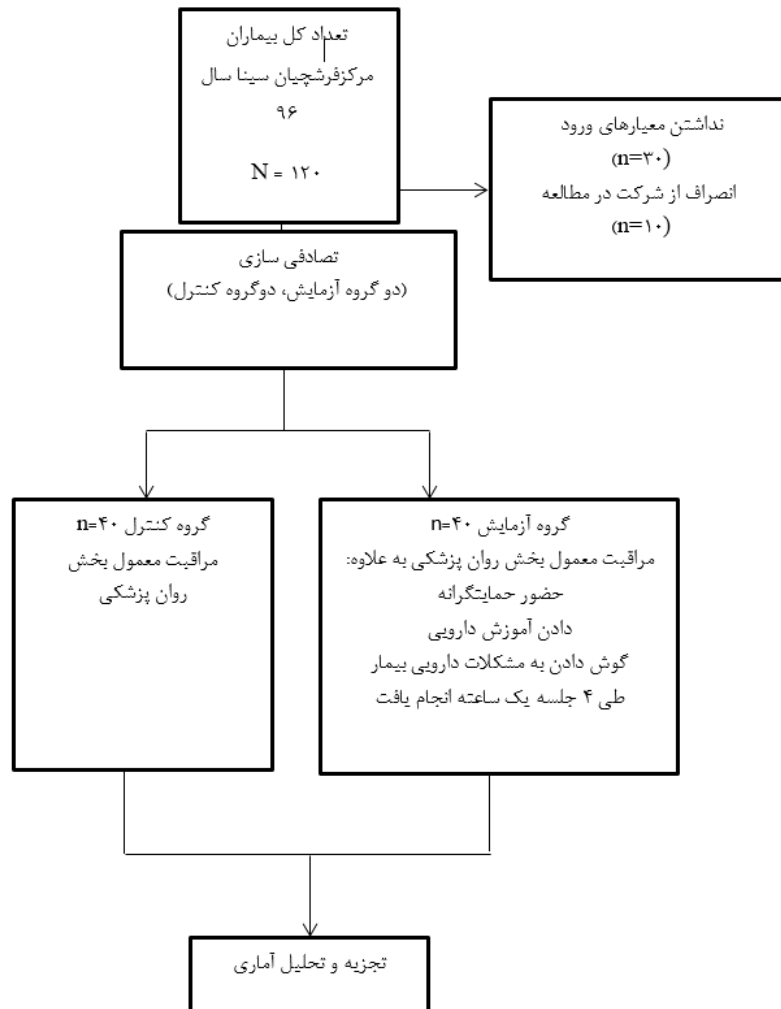 تعداد کل بیماران
مرکزفرشچیان سینا سال
۹۶
N = ۱۲۰
نداشتن معیارهای ورود
(n=۳۰)
انصراف از شرکت در مطالعه
(n=۱۰)
تصادفی سازی
(دو گروه آزمایش، دوگروه کنترل)
گروه آزمایش n=۴۰
مراقبت معمول بخش روان پزشکی به علاوه:
حضور حمایتگرانه
دادن آموزش دارویی
گوش دادن به مشکلات دارویی بیمار
طی ۴ جلسه یک ساعته انجام یافت
گروه کنترل n=۴۰
مراقبت معمول بخش
روان پزشکی
تجزیه و تحلیل آماری